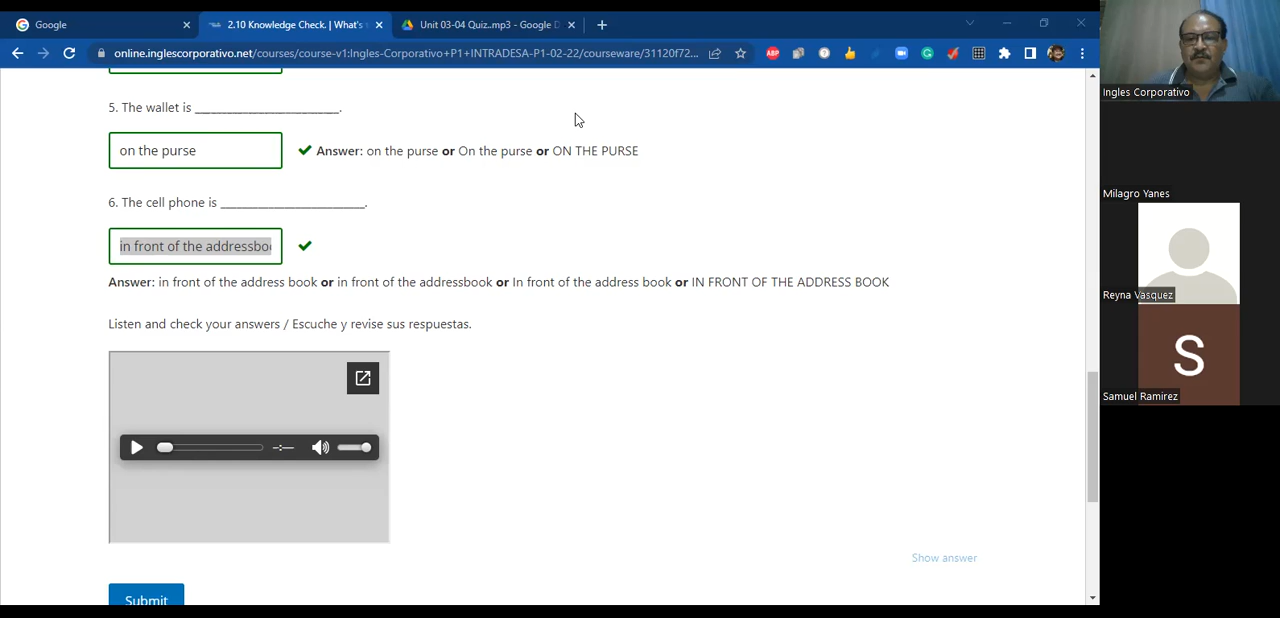 Google
2.10 Knowledge Check. | What's
Unit 03-04 Quiz..mp3 - Google D
online.inglescorporativo.net/courses/course-v1:Ingles-Corporativo+P1+INTRADESA-P1-02-22/courseware/31120f72...
ABP
Ingles Corporativo
5. The wallet is ________________________.
on the purse
Answer: on the purse or On the purse or ON THE PURSE
6. The cell phone is ________________________.
in front of the addressboo
Answer: in front of the address book or in front of the addressbook or In front of the address book or IN FRONT OF THE ADDRESS BOOK
Listen and check your answers / Escuche y revise sus respuestas.
-:--
Show answer
Submit
Milagro Yanes
Reyna Vasquez
S
Samuel Ramirez